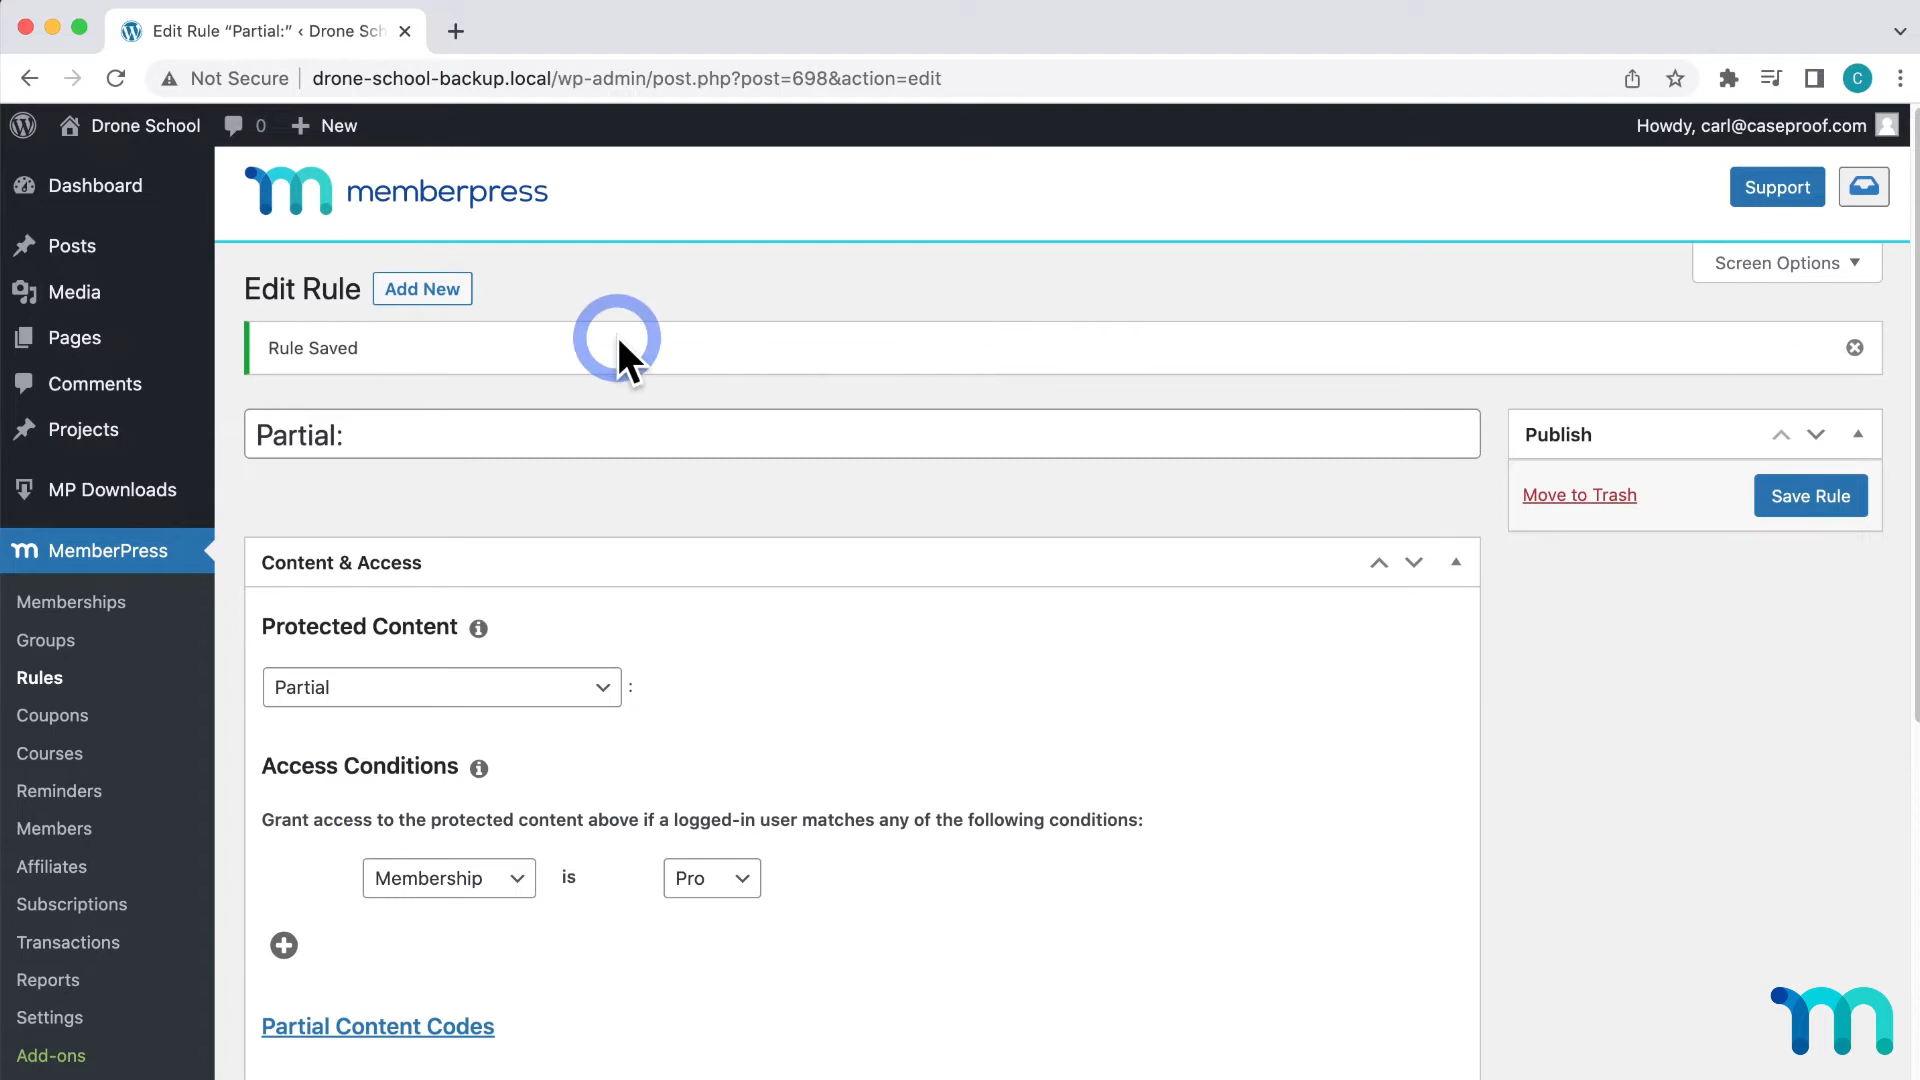 Edit Rule “Partial:” ‹ Drone Sch
Not Secure
drone-school-backup.local/wp-admin/post.php?post=698&action=edit
C
Drone School
0
New
Howdy, carl@caseproof.com
Dashboard
Posts
Media
Pages
Comments
Projects
MP Downloads
MemberPress
Memberships
Groups
Rules
Coupons
Courses
Reminders
Members
Affiliates
Subscriptions
Transactions
Reports
Settings
Add-ons
memberpress
Support
Screen Options
Edit Rule
Add New
Rule Saved
Partial:
Publish
Move to Trash
Save Rule
Content & Access
Protected Content
Partial
:
Access Conditions
Grant access to the protected content above if a logged-in user matches any of the following conditions:
Membership
is
Pro
Partial Content Codes